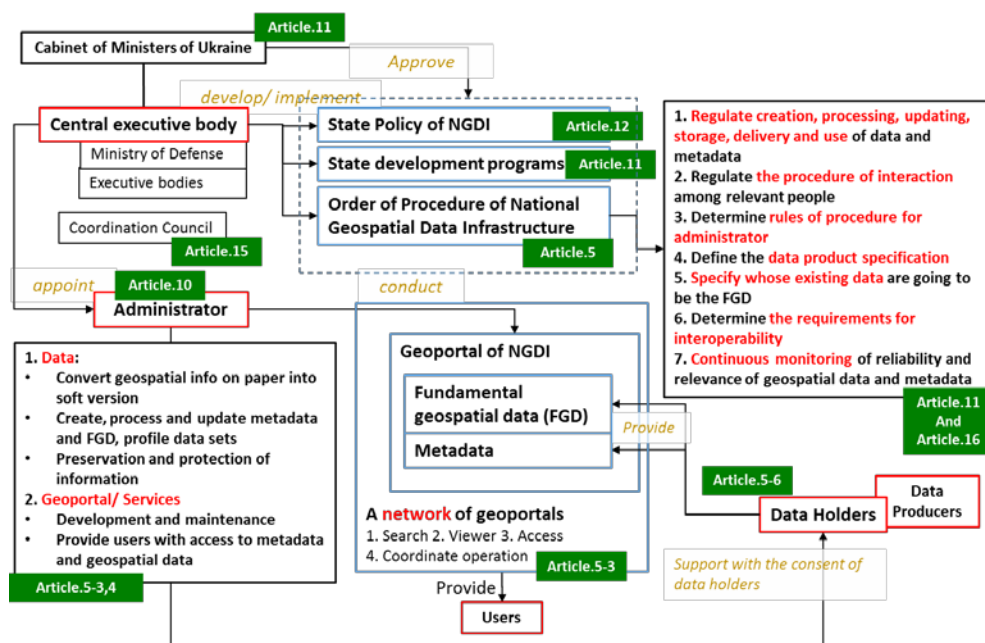 Article.11
Cabinet of Ministers of Ukraine
Approve
develop/ implement
Central executive body
Ministry of Defense
Executive bodies
Coordination Council
Article.15
State Policy of NGDI
Article.12
State development programs
Article.11
Order of Procedure of National
Geospatial Data Infrastructure
Article.5
1. Regulate creation, processing, updating,
storage, delivery and use of data and
metadata
2. Regulate the procedure of interaction
among relevant people
3. Determine rules of procedure for
administrator
4. Define the data product specification
5. Specify whose existing data are going to
be the FGD
6. Determine the requirements for
interoperability
7. Continuous monitoring of reliability and
relevance of geospatial data and metadata
Article.11
And
Article.16
appoint
Article.10
Administrator
conduct
1. Data:
• Convert geospatial info on paper into
soft version
• Create, process and update metadata
and FGD, profile data sets
• Preservation and protection of
information
2. Geoportal/ Services
• Development and maintenance
• Provide users with access to metadata
and geospatial data
Article.5-3,4
Geoportal of NGDI
Fundamental
geospatial data (FGD)
Metadata
Provide
A network of geoportals
1. Search 2. Viewer 3. Access
4. Coordinate operation
Article.5-3
Provide
Users
Article.5-6
Data Holders
Data
Producers
Support with the consent of
data holders